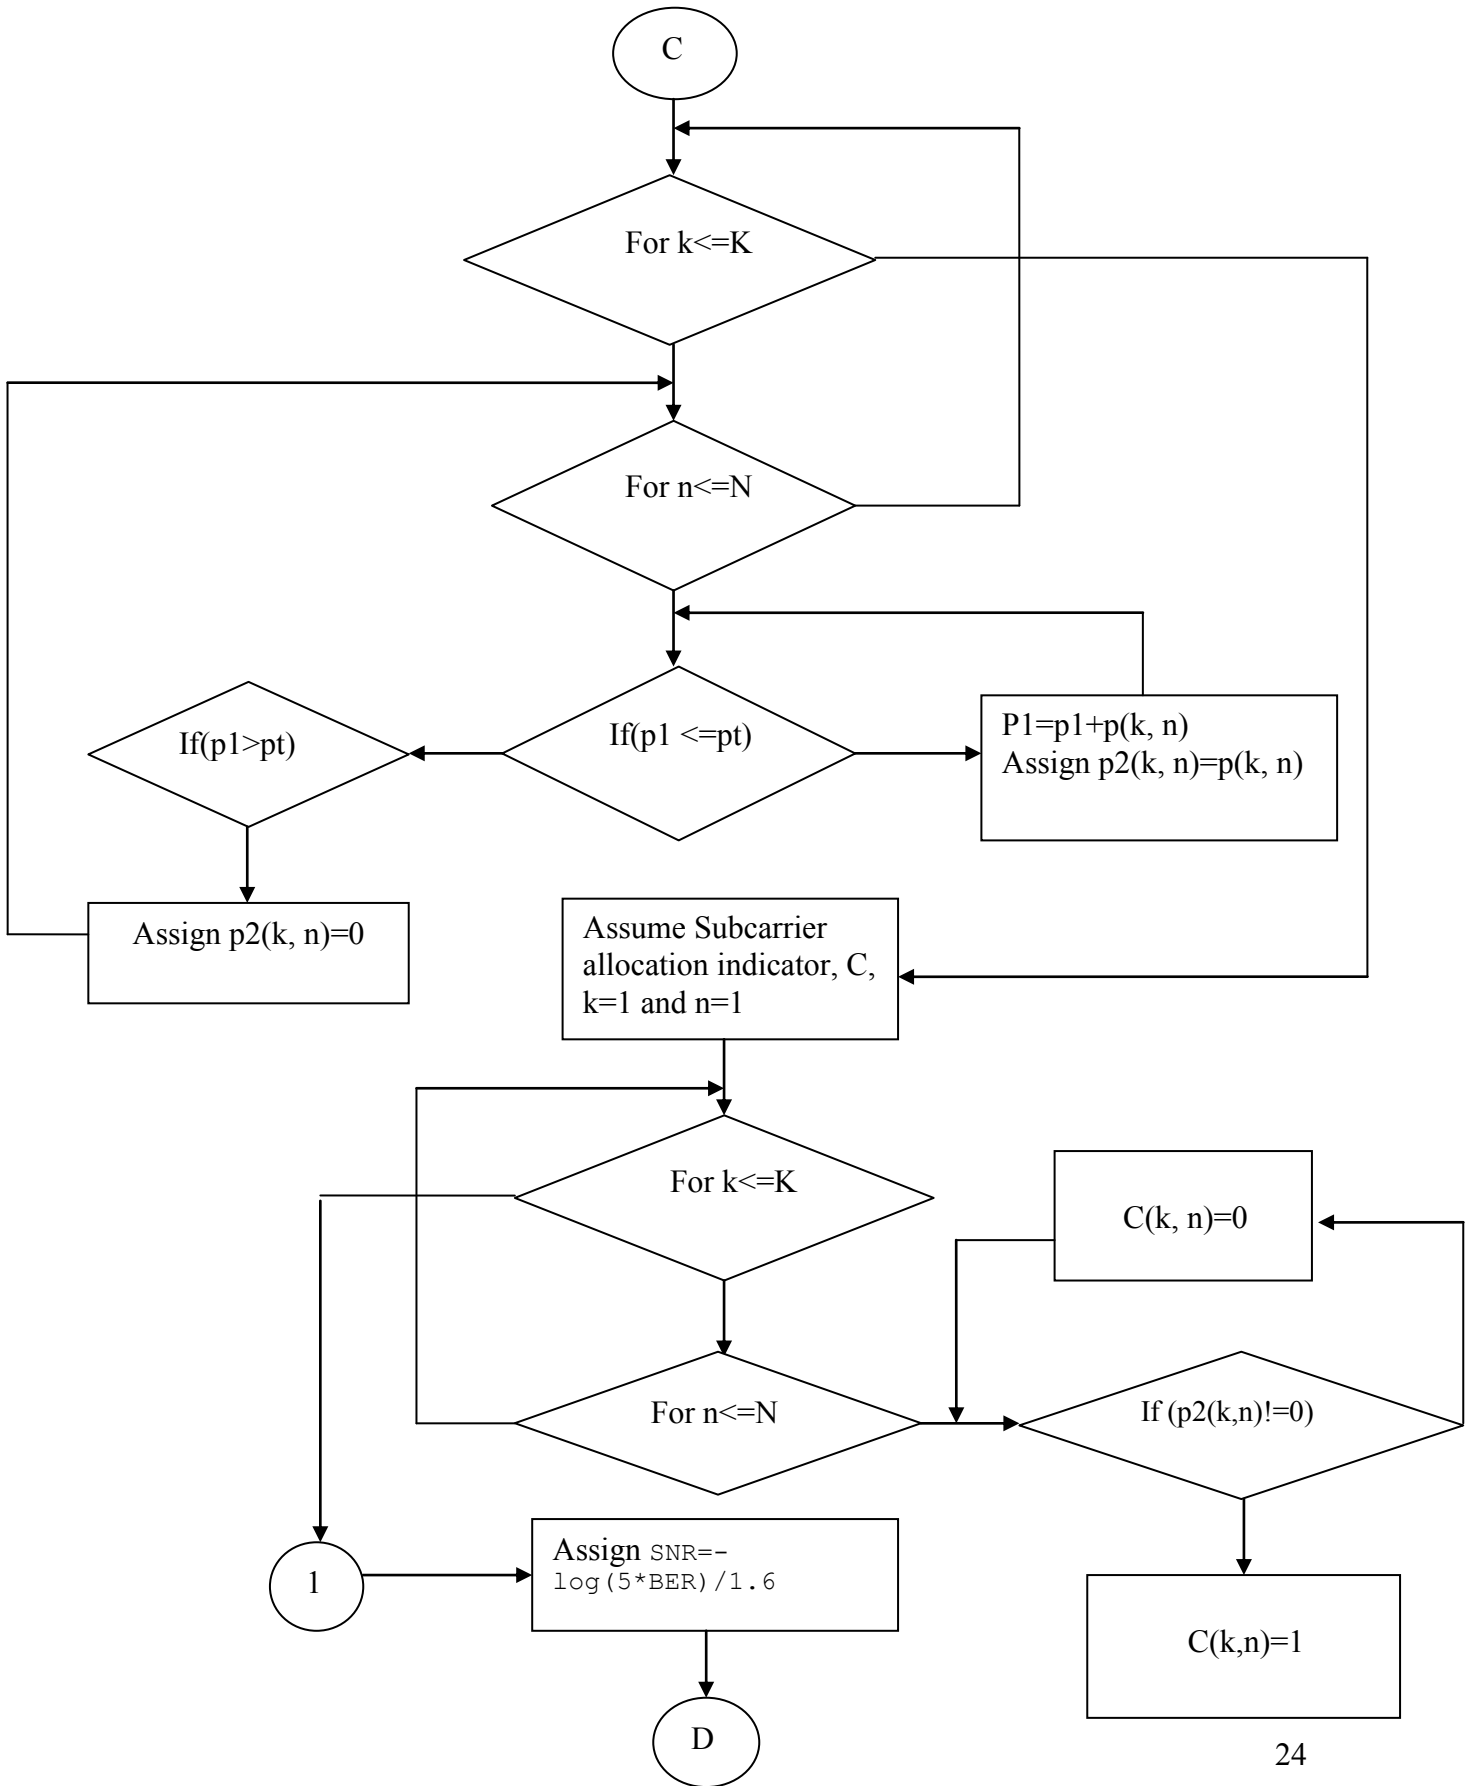 C
For k<=K
For n<=N
If(p1>pt)
If(p1 <=pt)
P1=p1+p(k, n)
Assign p2(k, n)=p(k, n)
Assign p2(k, n)=0
Assume Subcarrier
allocation indicator, C,
k=1 and n=1
For k<=K
C(k, n)=0
For n<=N
If (p2(k,n)!=0)
1
Assign SNR=-
log(5*BER)/1.6
C(k,n)=1
D
24